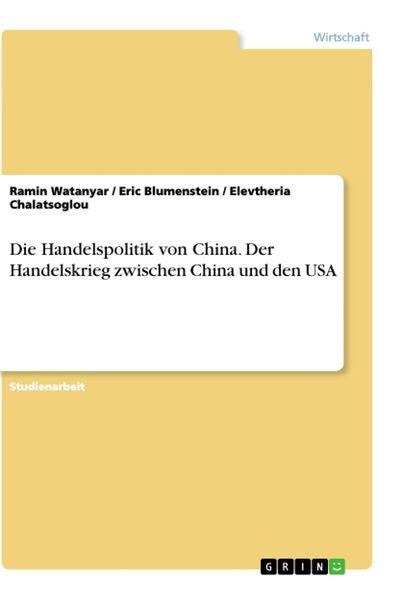 Wirtschaft
Ramin Watanyar / Eric Blumenstein / Elevtheria
Chalatsoglou
Die Handelspolitik von China. Der
Handelskrieg zwischen China und den USA
Studienarbeit
GRIN